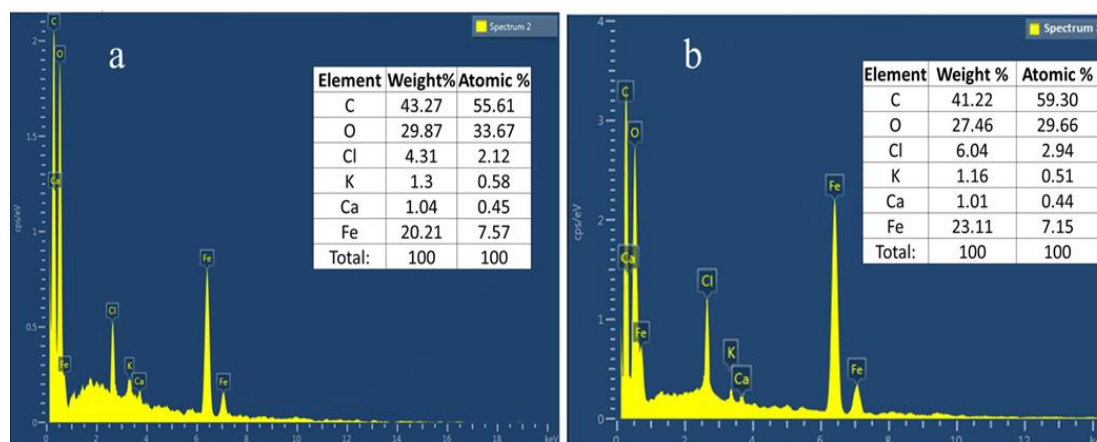 a
Spectrum 2
Element Weight% Atomic %
C 43.27 55.61
O 29.87 33.67
Cl 4.31 2.12
K 1.3 0.58
Ca 1.04 0.45
Fe 20.21 7.57
Total: 100 100
C
O
Ca
Fe
Cl
K
Ca
Fe
Fe
cps/eV
2
1.5
1
0.5
0
0 2 4 6 8 10 12 14 16 18 keV
b
Spectrum
Element Weight % Atomic %
C 41.22 59.30
O 27.46 29.66
Cl 6.04 2.94
K 1.16 0.51
Ca 1.01 0.44
Fe 23.11 7.15
Total: 100 100
C
O
Ca
Fe
Cl
K
Ca
Fe
Fe
cps/eV
4
3
2
1
0
0 2 4 6 8 10 12